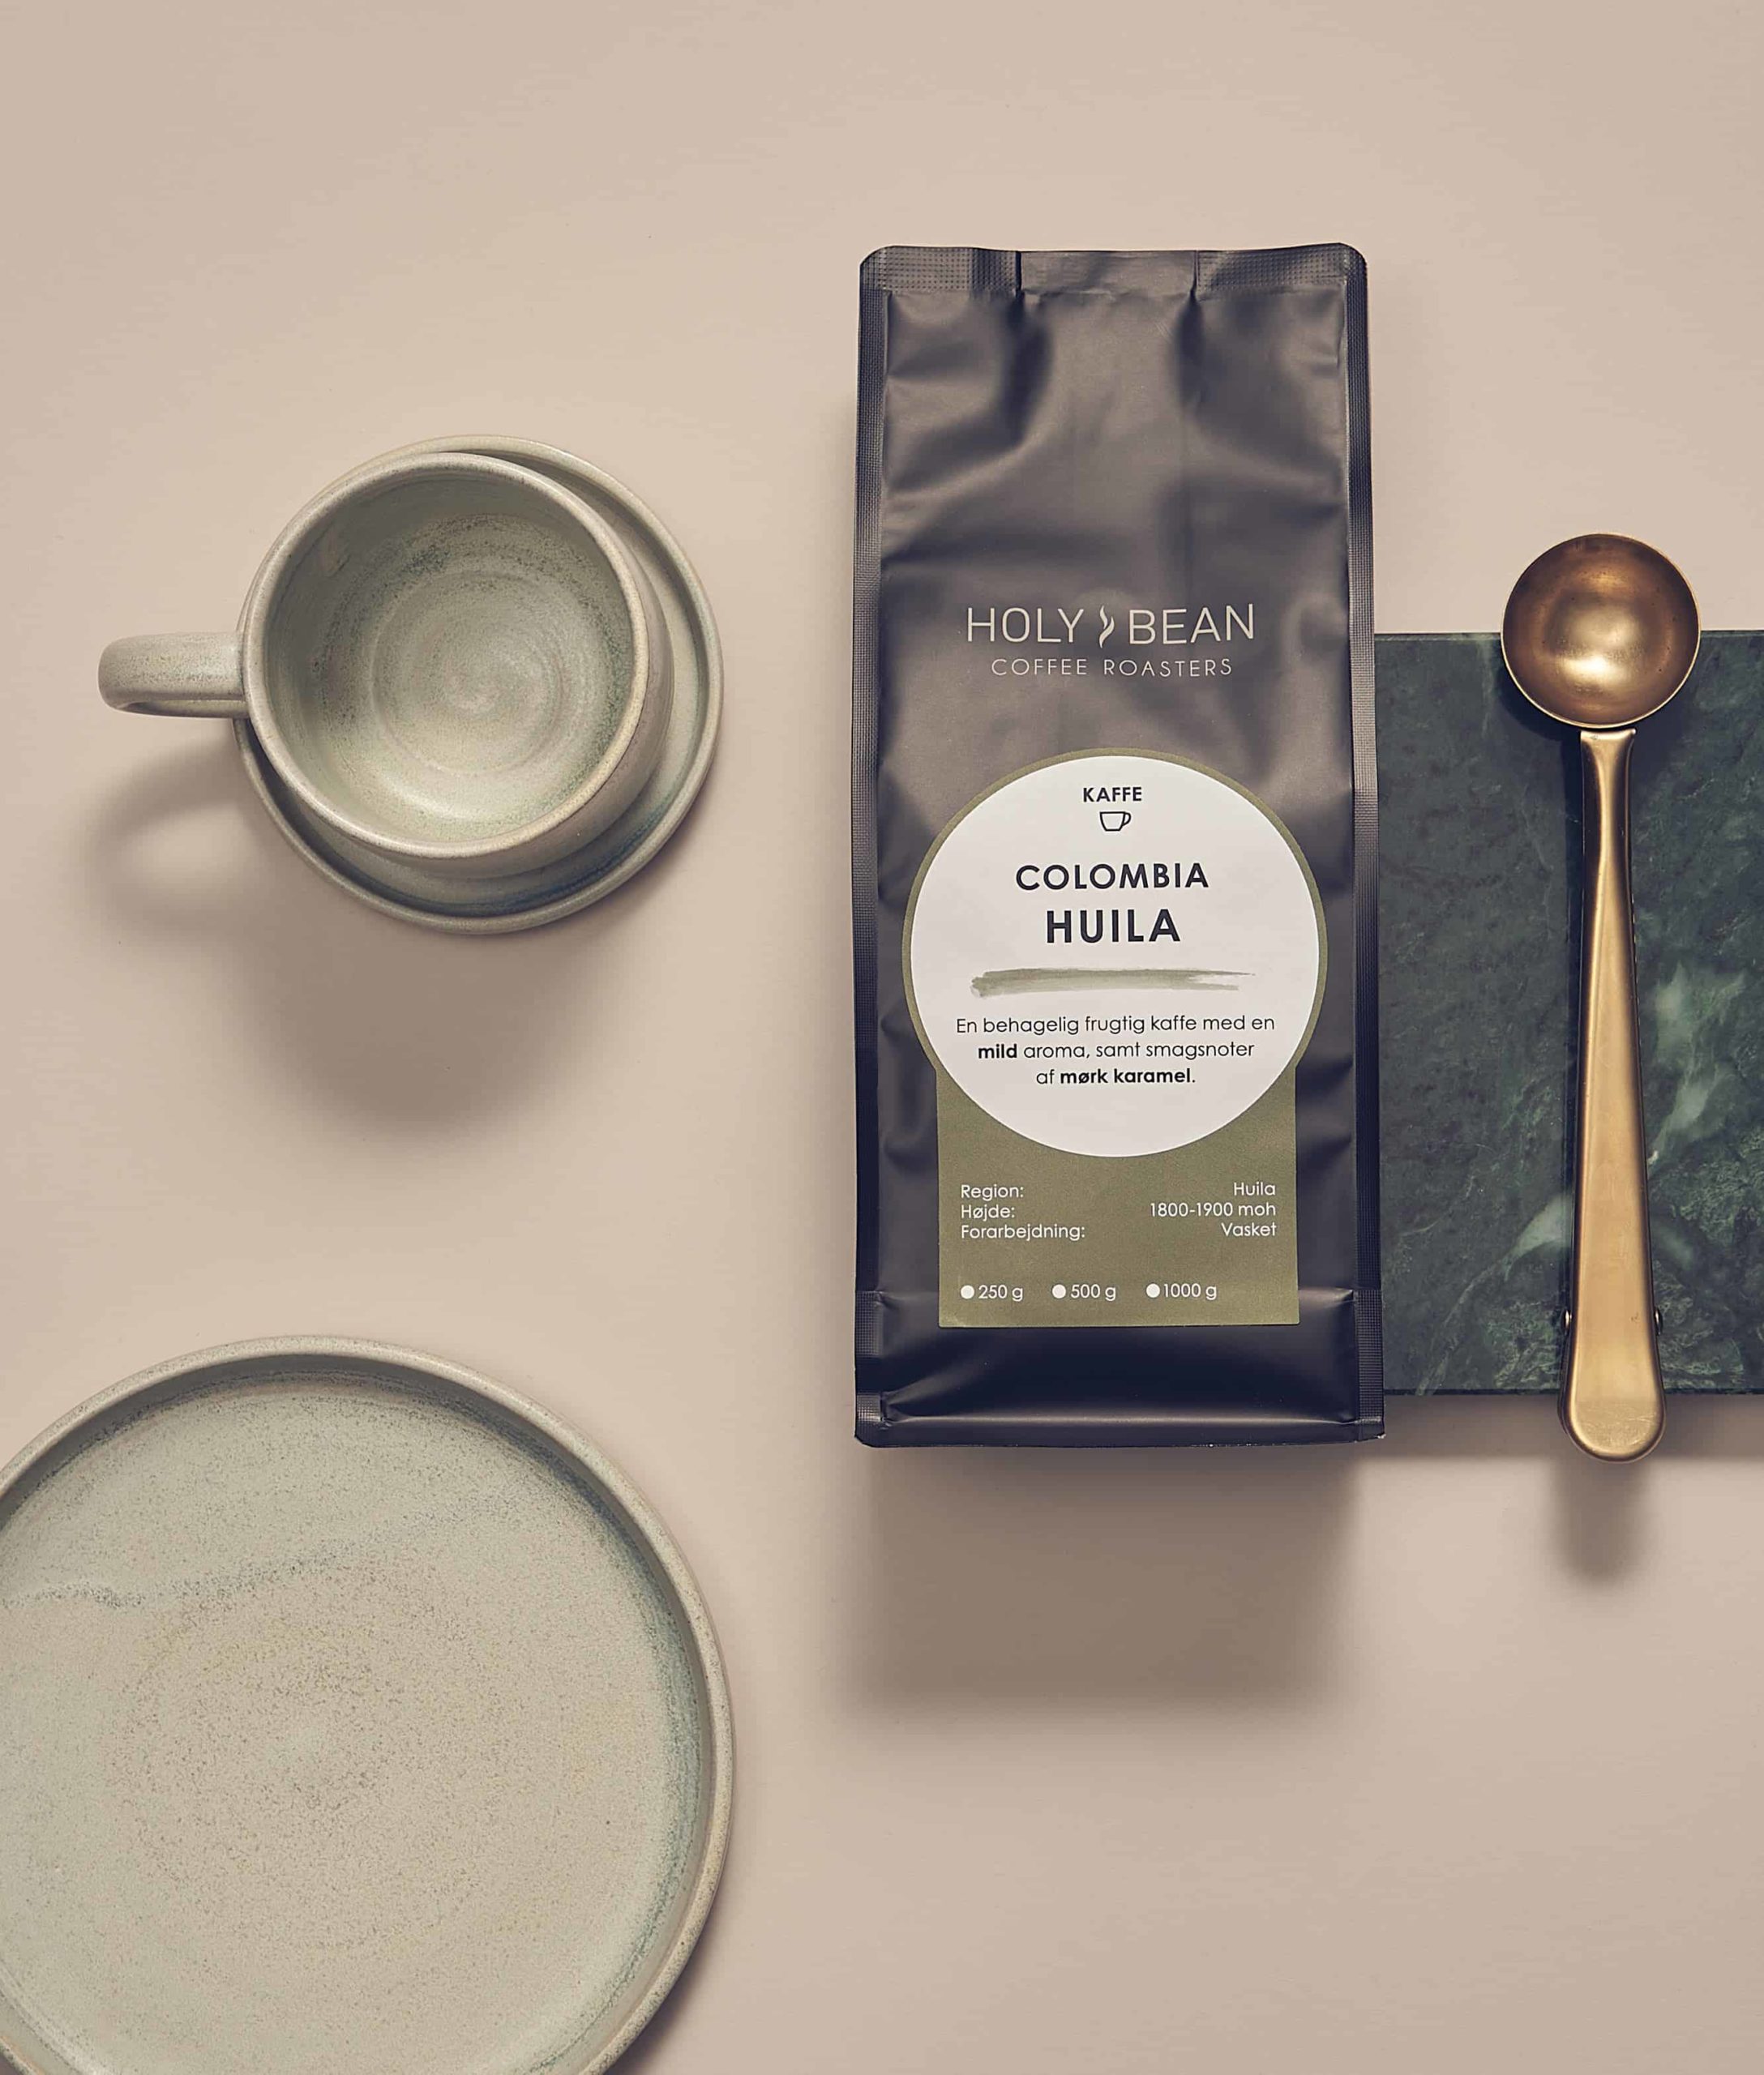 HOLY BEAN
COFFEE ROASTERS
KAFFE
COLOMBIA
HUILA
En behagelig frugtig kaffe med en
mild aroma, samt smagsnoter
af mørk karamel.
Region: Huila
Højde: 1800-1900 moh
Forarbejdning: Vasket
250 g 500 g 1000 g